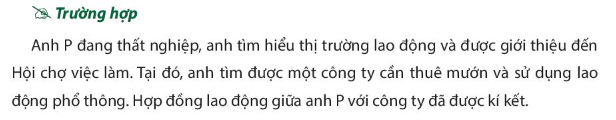 Trường hợp
Anh P đang thất nghiệp, anh tìm hiểu thị trường lao động và được giới thiệu đến
Hội chợ việc làm. Tại đó, anh tìm được một công ty cần thuê mướn và sử dụng lao
động phổ thông. Hợp đồng lao động giữa anh P với công ty đã được kí kết.